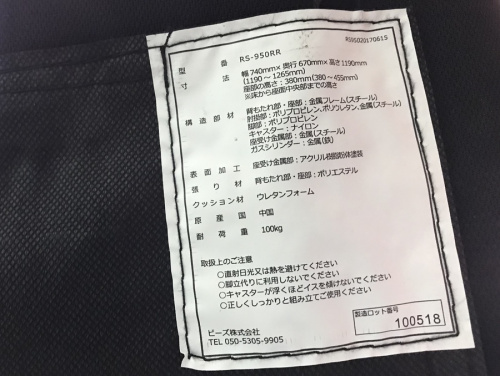 RS9502017061S
型 番 RS-950RR
寸 法 幅740mm×奥行670mm×高さ1190mm
(1190～1265mm)
座部の高さ：380mm(380～455mm)
※床から座面中央部までの高さ
構造部材 背もたれ部・座部：金属フレーム(スチール)
肘掛部：ポリプロピレン,ポリウレタン,金属(スチール)
脚部：ポリプロピレン
キャスター：ナイロン
座受け金属部：金属(スチール)
ガスシリンダー：金属(鉄)
表面加工 座受け金属部：アクリル樹脂粉体塗装
張り材 背もたれ部・座部：ポリエステル
クッション材 ウレタンフォーム
原産国 中国
耐荷重 100kg
取扱上のご注意
○直射日光又は熱を避けてください
○脚立代りに利用しないでください
○キャスターが浮くほどイスを傾けないでください
○正しくしっかりと組み立てご使用ください
ビーズ株式会社
TEL 050-5305-9905
製造ロット番号
100518